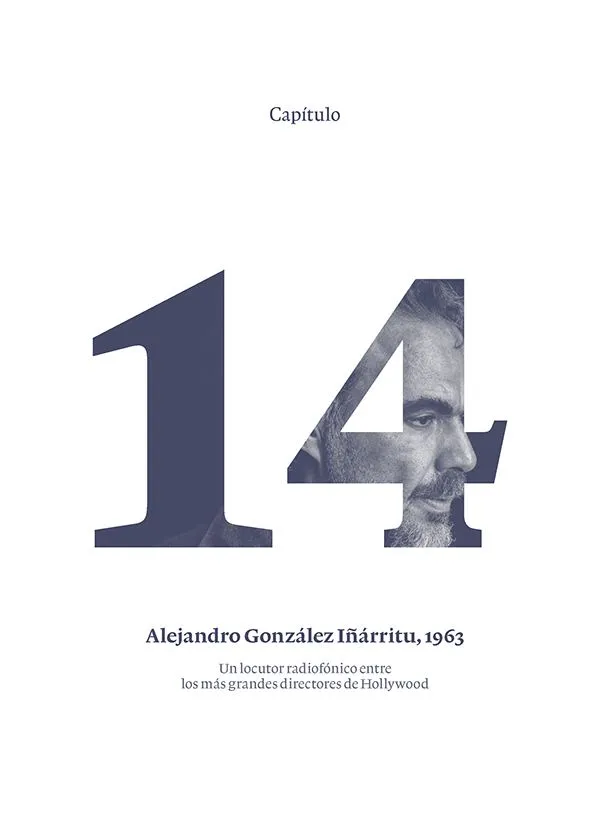 Capítulo
14
Alejandro González Iñárritu, 1963
Un locutor radiofónico entre
los más grandes directores de Hollywood